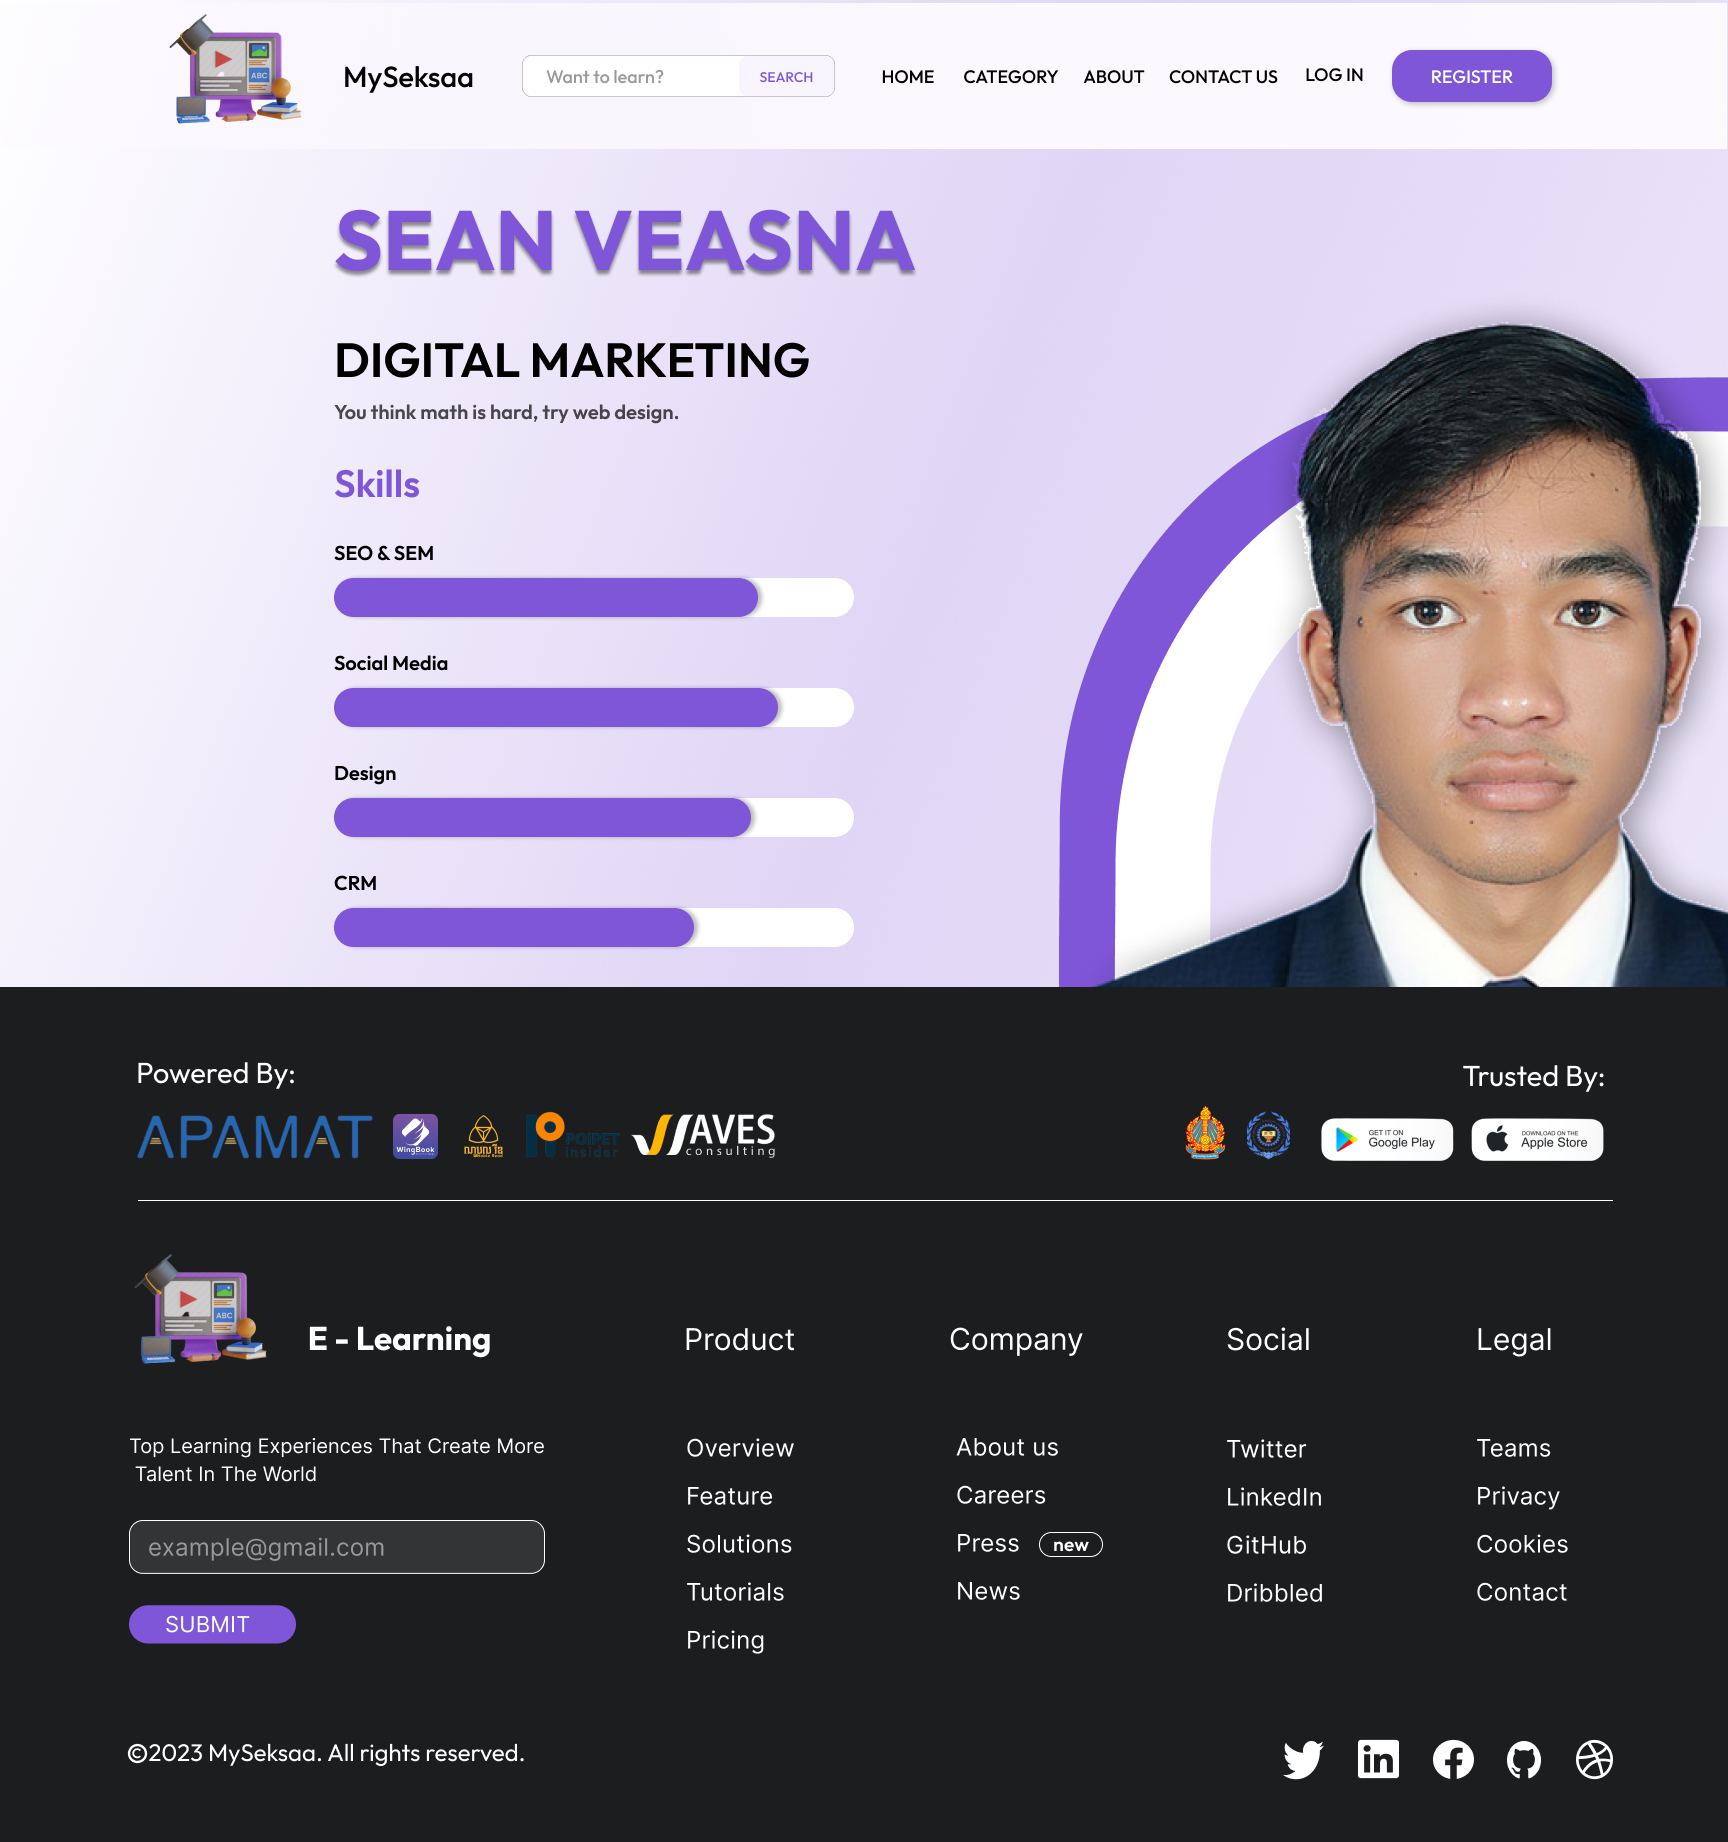 MySeksaa
Want to learn?
SEARCH
HOME
CATEGORY
ABOUT
CONTACT US
LOG IN
REGISTER
ABC
SEAN VEASNA
DIGITAL MARKETING
You think math is hard, try web design.
Skills
SEO & SEM
Social Media
Design
CRM
Powered By:
Trusted By:
APAMAT
WingBook
POIPET
insider
WAVES
consulting
GET IT ON
Google Play
DOWNLOAD ON THE
Apple Store
ABC
E - Learning
Top Learning Experiences That Create More
Talent In The World
example@gmail.com
SUBMIT
Product
Overview
Feature
Solutions
Tutorials
Pricing
Company
About us
Careers
Press new
News
Social
Twitter
LinkedIn
GitHub
Dribbled
Legal
Teams
Privacy
Cookies
Contact
©2023 MySeksaa. All rights reserved.